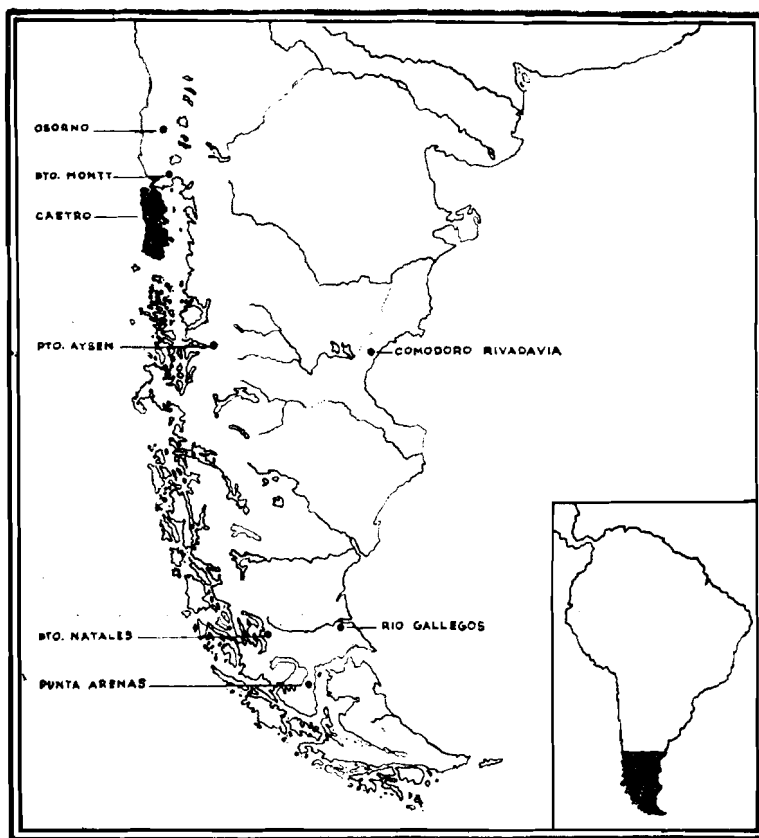 OSORNO
PTO. MONTT
CASTRO
PTO. AYSEN
COMODORO RIVADAVIA
PTO. NATALES
RIO GALLEGOS
PUNTA ARENAS